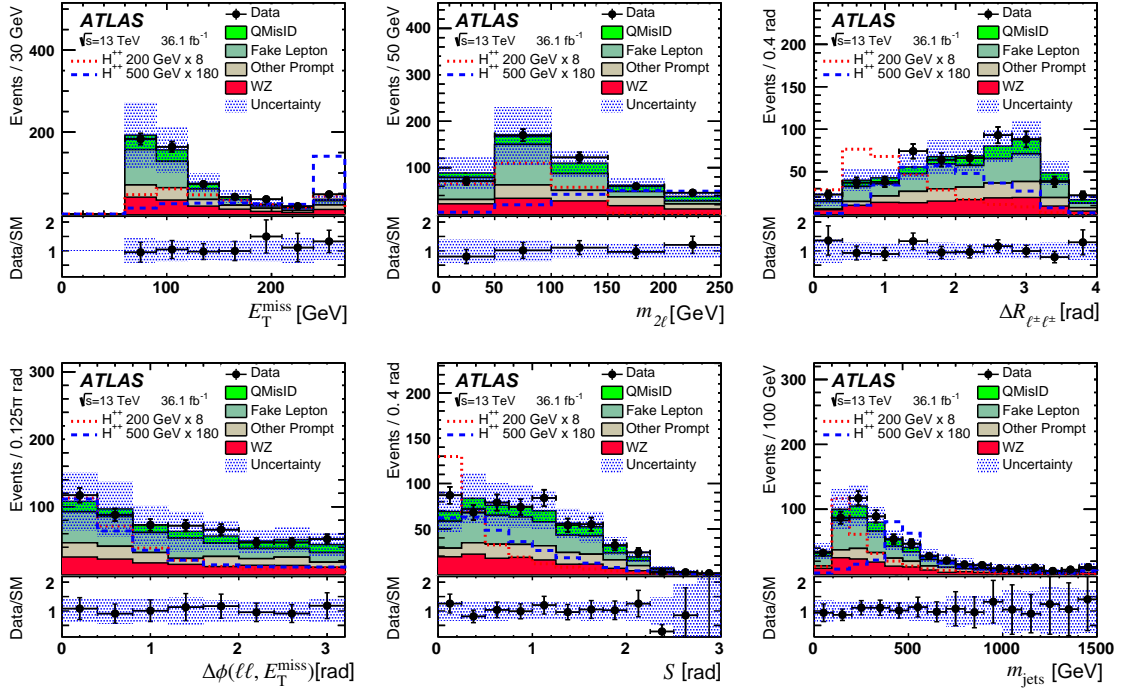 Events / 30 GeV
400
200
ATLAS
√s=13 TeV 36.1 fb⁻¹
H⁺⁺ 200 GeV x 8
H⁺⁺ 500 GeV x 180
Data
QMisID
Fake Lepton
Other Prompt
WZ
Uncertainty
Data/SM
2
1
0 50 100 150 200 250
E_T^miss [GeV]
Events / 50 GeV
400
300
200
100
0
ATLAS
√s=13 TeV 36.1 fb⁻¹
H⁺⁺ 200 GeV x 8
H⁺⁺ 500 GeV x 180
Data
QMisID
Fake Lepton
Other Prompt
WZ
Uncertainty
Data/SM
2
1
0 50 100 150 200 250
m_2ℓ [GeV]
Events / 0.4 rad
200
150
100
50
0
ATLAS
√s=13 TeV 36.1 fb⁻¹
H⁺⁺ 200 GeV x 8
H⁺⁺ 500 GeV x 180
Data
QMisID
Fake Lepton
Other Prompt
WZ
Uncertainty
Data/SM
2
1
0 1 2 3 4
ΔR_ℓ±ℓ± [rad]
Events / 0.125π rad
300
200
100
ATLAS
√s=13 TeV 36.1 fb⁻¹
H⁺⁺ 200 GeV x 8
H⁺⁺ 500 GeV x 180
Data
QMisID
Fake Lepton
Other Prompt
WZ
Uncertainty
Data/SM
2
1
0 1 2 3
Δϕ(ℓℓ, E_T^miss)[rad]
Events / 0.4 rad
200
150
100
50
0
ATLAS
√s=13 TeV 36.1 fb⁻¹
H⁺⁺ 200 GeV x 8
H⁺⁺ 500 GeV x 180
Data
QMisID
Fake Lepton
Other Prompt
WZ
Uncertainty
Data/SM
2
1
0 1 2 3
S [rad]
Events / 100 GeV
300
200
100
ATLAS
√s=13 TeV 36.1 fb⁻¹
H⁺⁺ 200 GeV x 8
H⁺⁺ 500 GeV x 180
Data
QMisID
Fake Lepton
Other Prompt
WZ
Uncertainty
Data/SM
2
1
0 500 1000 1500
m_jets [GeV]